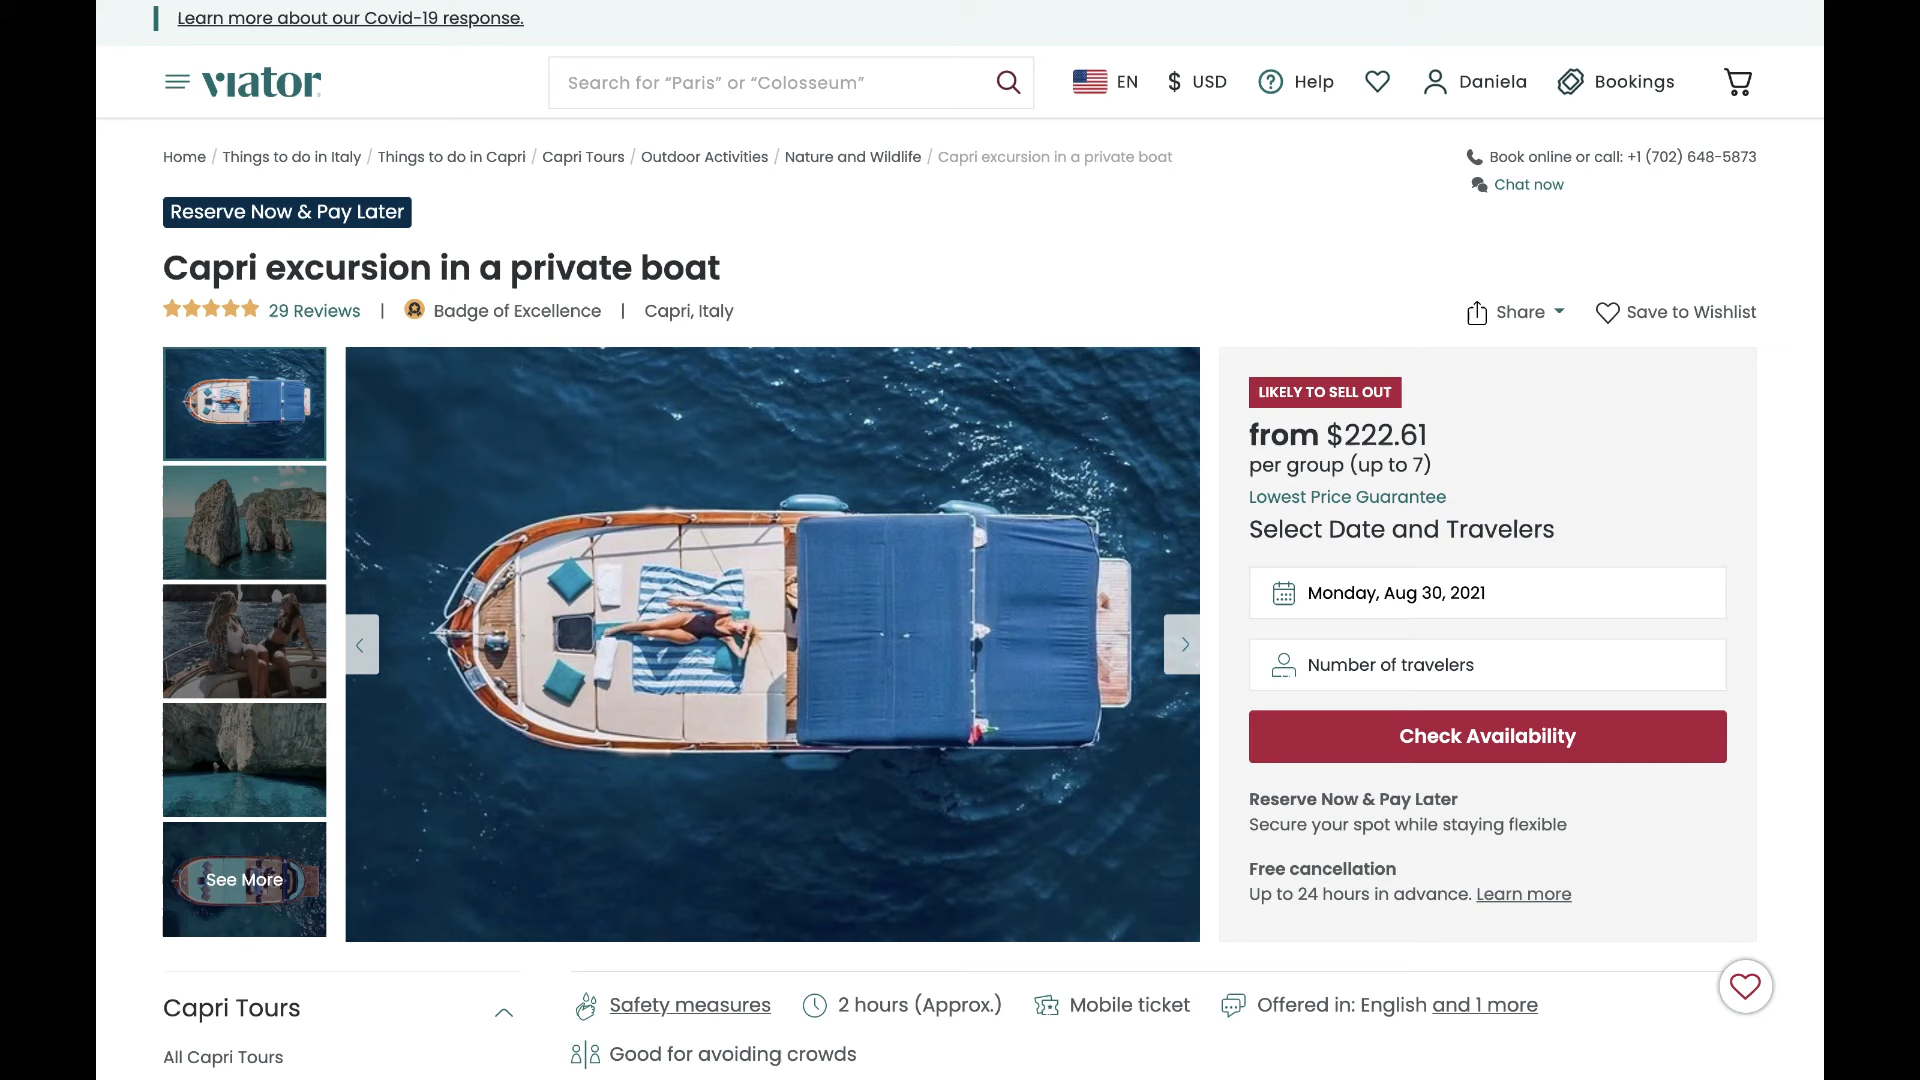 Learn more about our Covid-19 response.
viator
Search for “Paris” or “Colosseum”
EN
$ USD
Help
Daniela
Bookings
Home / Things to do in Italy / Things to do in Capri / Capri Tours / Outdoor Activities / Nature and Wildlife / Capri excursion in a private boat
Book online or call: +1 (702) 648-5873
Chat now
Reserve Now & Pay Later
Capri excursion in a private boat
29 Reviews | Badge of Excellence | Capri, Italy
Share
Save to Wishlist
See More
LIKELY TO SELL OUT
from $222.61
per group (up to 7)
Lowest Price Guarantee
Select Date and Travelers
Monday, Aug 30, 2021
Number of travelers
Check Availability
Reserve Now & Pay Later
Secure your spot while staying flexible
Free cancellation
Up to 24 hours in advance. Learn more
Capri Tours
All Capri Tours
Safety measures
2 hours (Approx.)
Mobile ticket
Offered in: English and 1 more
Good for avoiding crowds